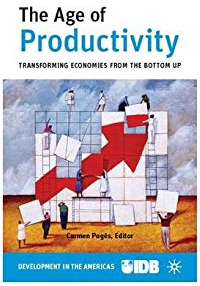 The Age of
Productivity
TRANSFORMING ECONOMIES FROM THE BOTTOM UP
Carmen Pagés, Editor
DEVELOPMENT IN THE AMERICAS
IDB